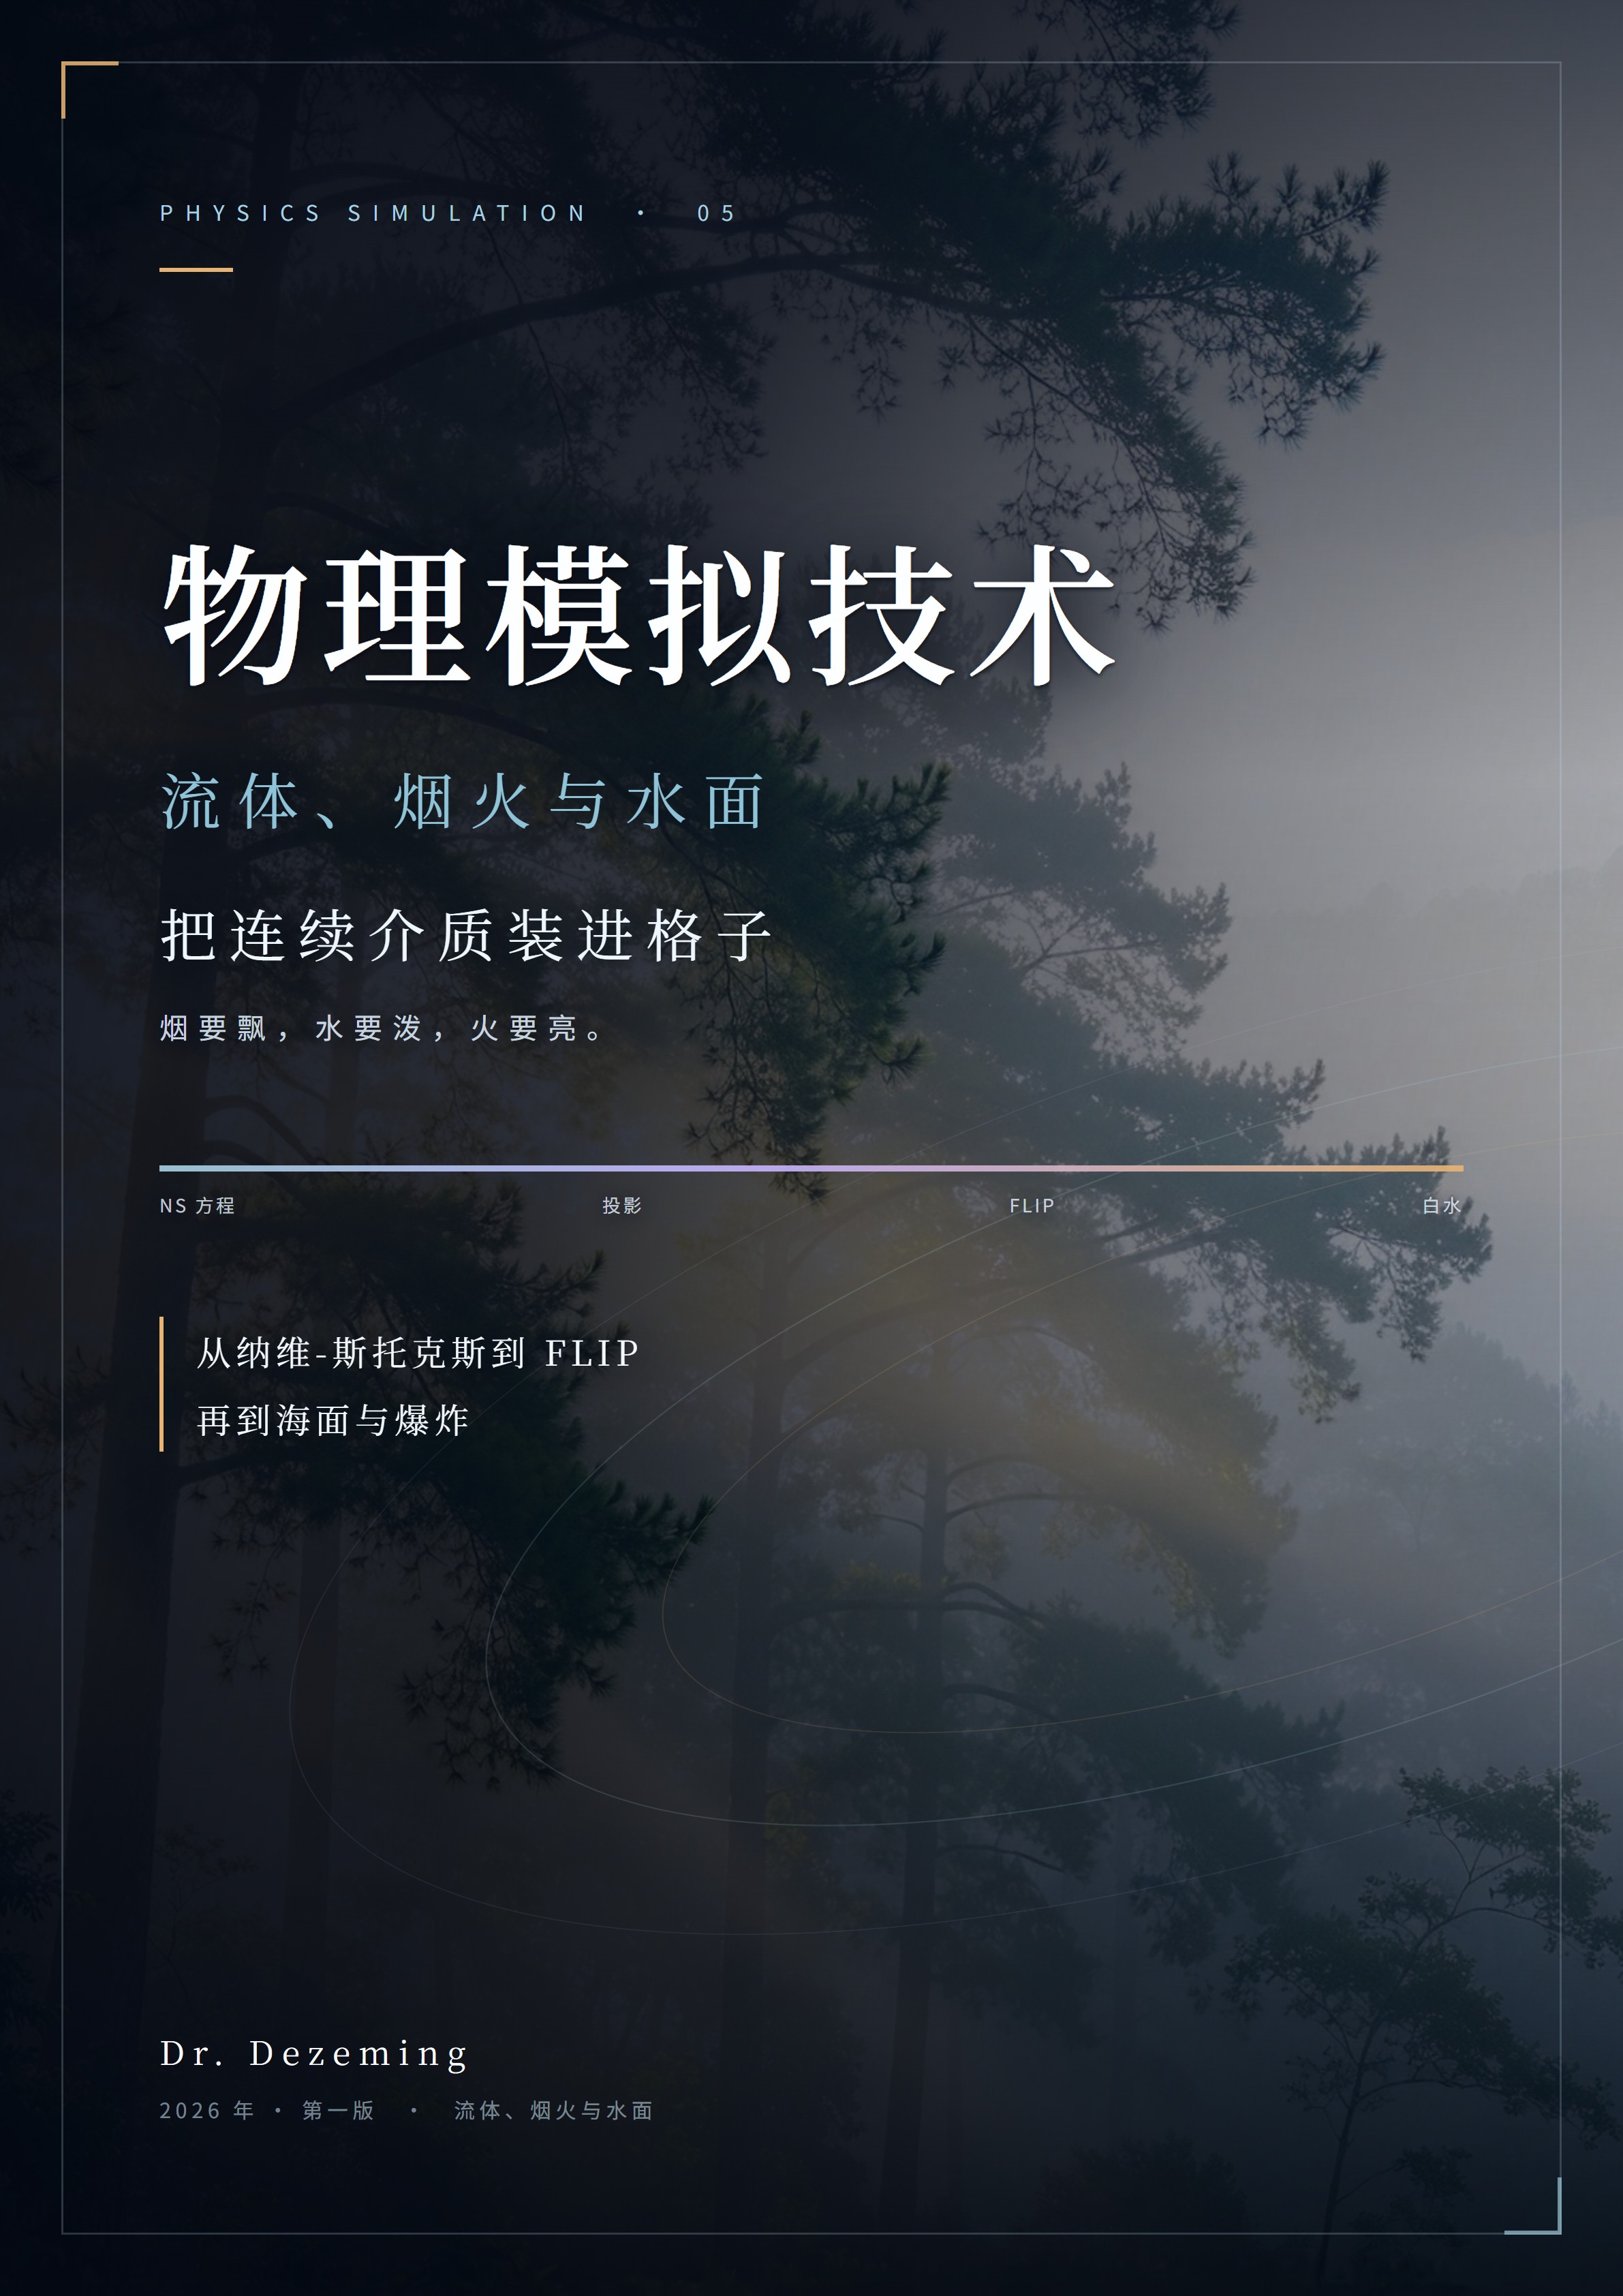 PHYSICS SIMULATION • 05
物理模拟技术
流体、烟火与水面
把连续介质装进格子
烟要飘，水要泼，火要亮。
NS 方程 投影 FLIP 白水
从纳维-斯托克斯到 FLIP
再到海面与爆炸
Dr. Dezeming
2026 年 • 第一版 • 流体、烟火与水面